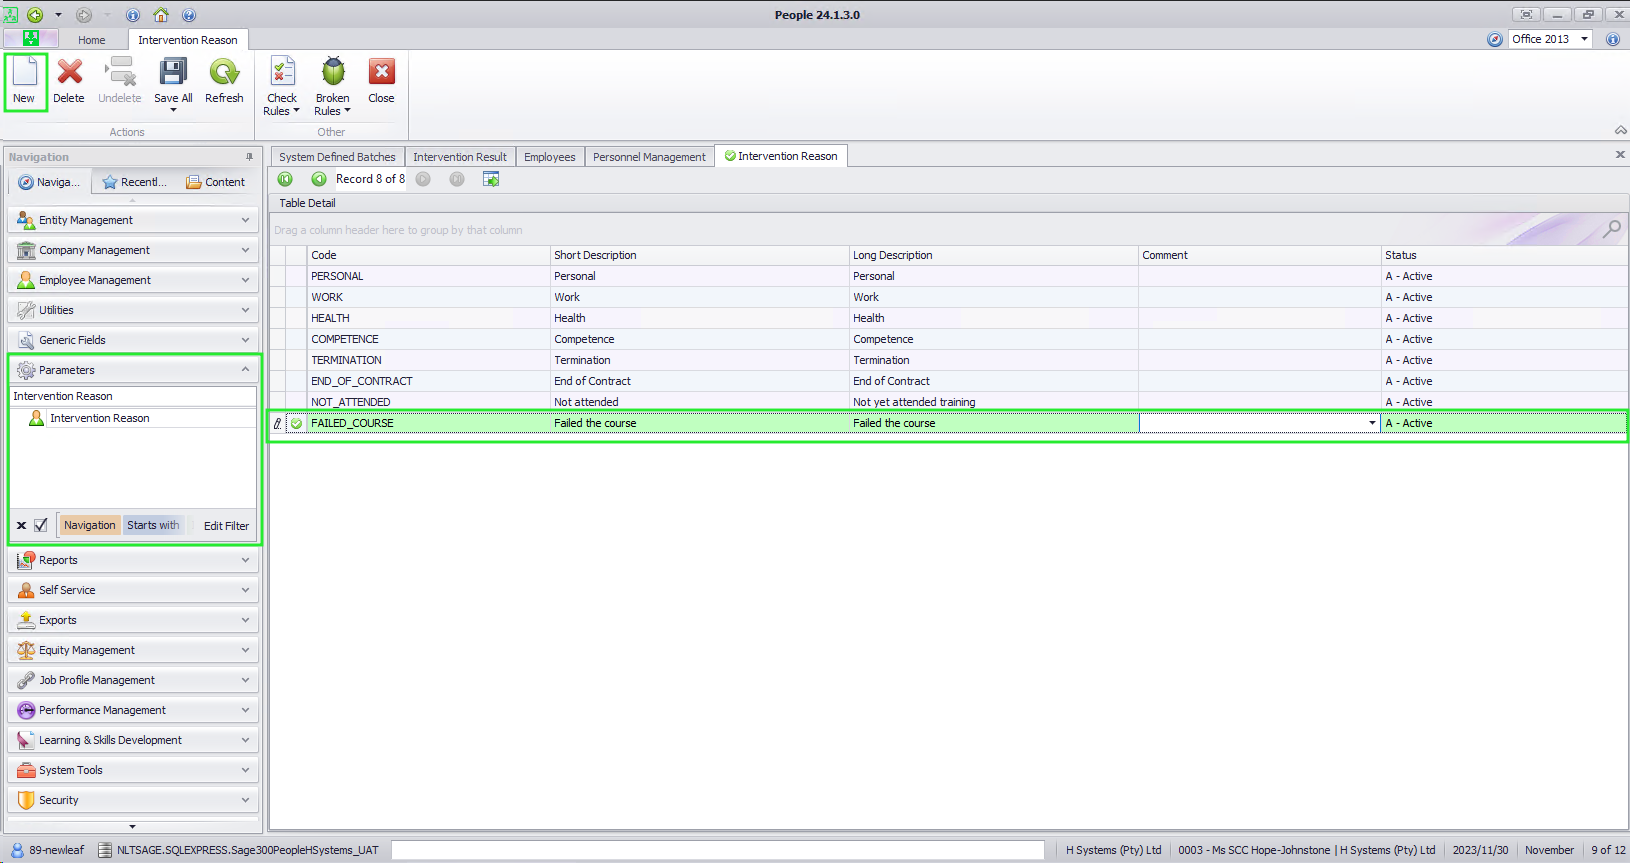 People 24.1.3.0
Home
Intervention Reason
Office 2013
New
Delete
Undelete
Save All
Refresh
Check Rules
Broken Rules
Close
Actions
Other
Navigation
Naviga...
Recentl...
Content
Entity Management
Company Management
Employee Management
Utilities
Generic Fields
Parameters
Intervention Reason
Intervention Reason
Navigation Starts with Edit Filter
Reports
Self Service
Exports
Equity Management
Job Profile Management
Performance Management
Learning & Skills Development
System Tools
Security
System Defined Batches
Intervention Result
Employees
Personnel Management
Intervention Reason
Record 8 of 8
Table Detail
Drag a column header here to group by that column
Code Short Description Long Description Comment Status
PERSONAL Personal Personal A - Active
WORK Work Work A - Active
HEALTH Health Health A - Active
COMPETENCE Competence Competence A - Active
TERMINATION Termination Termination A - Active
END_OF_CONTRACT End of Contract End of Contract A - Active
NOT_ATTENDED Not attended Not yet attended training A - Active
FAILED_COURSE Failed the course Failed the course A - Active
89-newleaf
NLTSAGE.SQLEXPRESS.Sage300PeopleHSystems_UAT
H Systems (Pty) Ltd
0003 - Ms SCC Hope-Johnstone | H Systems (Pty) Ltd
2023/11/30
November
9 of 12